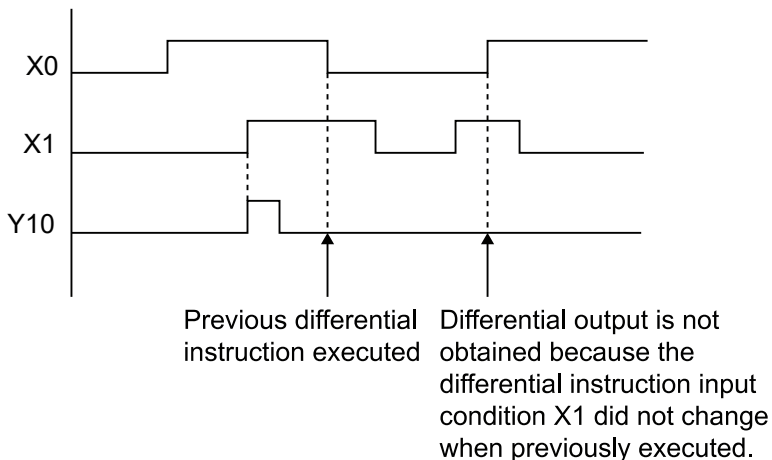 X0
X1
Y10
Previous differential
instruction executed
Differential output is not
obtained because the
differential instruction input
condition X1 did not change
when previously executed.